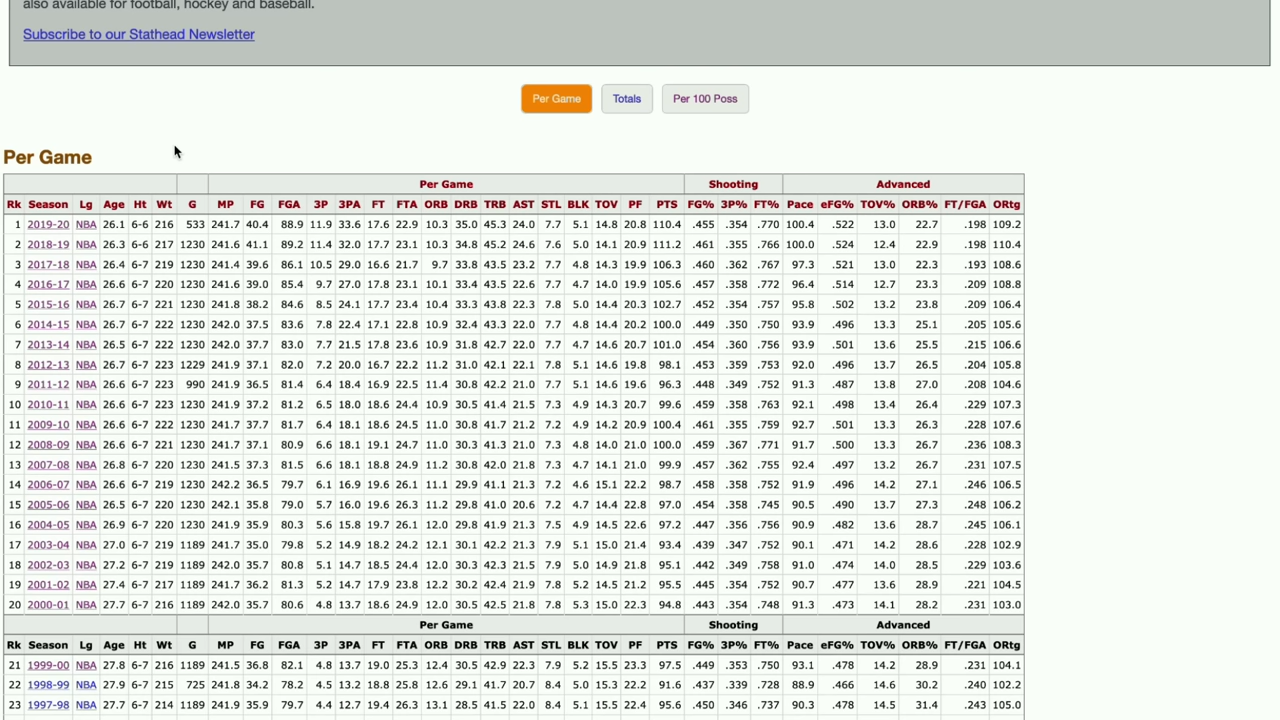 also available for football, hockey and baseball.
Subscribe to our Stathead Newsletter
Per Game Totals Per 100 Poss
Per Game
Per Game Shooting Advanced
Rk Season Lg Age Ht Wt G MP FG FGA 3P 3PA FT FTA ORB DRB TRB AST STL BLK TOV PF PTS FG% 3P% FT% Pace eFG% TOV% ORB% FT/FGA ORtg
1 2019-20 NBA 26.1 6-6 216 533 241.7 40.4 88.9 11.9 33.6 17.6 22.9 10.3 35.0 45.3 24.0 7.7 5.1 14.8 20.8 110.4 .455 .354 .770 100.4 .522 13.0 22.7 .198 109.2
2 2018-19 NBA 26.3 6-6 217 1230 241.6 41.1 89.2 11.4 32.0 17.7 23.1 10.3 34.8 45.2 24.6 7.6 5.0 14.1 20.9 111.2 .461 .355 .766 100.0 .524 12.4 22.9 .198 110.4
3 2017-18 NBA 26.4 6-7 219 1230 241.4 39.6 86.1 10.5 29.0 16.6 21.7 9.7 33.8 43.5 23.2 7.7 4.8 14.3 19.9 106.3 .460 .362 .767 97.3 .521 13.0 22.3 .193 108.6
4 2016-17 NBA 26.6 6-7 220 1230 241.6 39.0 85.4 9.7 27.0 17.8 23.1 10.1 33.4 43.5 22.6 7.7 4.7 14.0 19.9 105.6 .457 .358 .772 96.4 .514 12.7 23.3 .209 108.8
5 2015-16 NBA 26.7 6-7 221 1230 241.8 38.2 84.6 8.5 24.1 17.7 23.4 10.4 33.3 43.8 22.3 7.8 5.0 14.4 20.3 102.7 .452 .354 .757 95.8 .502 13.2 23.8 .209 106.4
6 2014-15 NBA 26.7 6-7 222 1230 242.0 37.5 83.6 7.8 22.4 17.1 22.8 10.9 32.4 43.3 22.0 7.7 4.8 14.4 20.2 100.0 .449 .350 .750 93.9 .496 13.3 25.1 .205 105.6
7 2013-14 NBA 26.5 6-7 222 1230 242.0 37.7 83.0 7.7 21.5 17.8 23.6 10.9 31.8 42.7 22.0 7.7 4.7 14.6 20.7 101.0 .454 .360 .756 93.9 .501 13.6 25.5 .215 106.6
8 2012-13 NBA 26.7 6-7 223 1229 241.9 37.1 82.0 7.2 20.0 16.7 22.2 11.2 31.0 42.1 22.1 7.8 5.1 14.6 19.8 98.1 .453 .359 .753 92.0 .496 13.7 26.5 .204 105.8
9 2011-12 NBA 26.6 6-7 223 990 241.9 36.5 81.4 6.4 18.4 16.9 22.5 11.4 30.8 42.2 21.0 7.7 5.1 14.6 19.6 96.3 .448 .349 .752 91.3 .487 13.8 27.0 .208 104.6
10 2010-11 NBA 26.6 6-7 223 1230 241.9 37.2 81.2 6.5 18.0 18.6 24.4 10.9 30.5 41.4 21.5 7.3 4.9 14.3 20.7 99.6 .459 .358 .763 92.1 .498 13.4 26.4 .229 107.3
11 2009-10 NBA 26.6 6-7 222 1230 241.7 37.7 81.7 6.4 18.1 18.6 24.5 11.0 30.8 41.7 21.2 7.2 4.9 14.2 20.9 100.4 .461 .355 .759 92.7 .501 13.3 26.3 .228 107.6
12 2008-09 NBA 26.6 6-7 221 1230 241.7 37.1 80.9 6.6 18.1 19.1 24.7 11.0 30.3 41.3 21.0 7.3 4.8 14.0 21.0 100.0 .459 .367 .771 91.7 .500 13.3 26.7 .236 108.3
13 2007-08 NBA 26.8 6-7 220 1230 241.5 37.3 81.5 6.6 18.1 18.8 24.9 11.2 30.8 42.0 21.8 7.3 4.7 14.1 21.0 99.9 .457 .362 .755 92.4 .497 13.2 26.7 .231 107.5
14 2006-07 NBA 26.6 6-7 219 1230 242.2 36.5 79.7 6.1 16.9 19.6 26.1 11.1 29.9 41.1 21.3 7.2 4.6 15.1 22.2 98.7 .458 .358 .752 91.9 .496 14.2 27.1 .246 106.5
15 2005-06 NBA 26.5 6-7 220 1230 242.1 35.8 79.0 5.7 16.0 19.6 26.3 11.2 29.8 41.0 20.6 7.2 4.7 14.4 22.8 97.0 .454 .358 .745 90.5 .490 13.7 27.3 .248 106.2
16 2004-05 NBA 26.9 6-7 220 1230 241.9 35.9 80.3 5.6 15.8 19.7 26.1 12.0 29.8 41.9 21.3 7.5 4.9 14.5 22.6 97.2 .447 .356 .756 90.9 .482 13.6 28.7 .245 106.1
17 2003-04 NBA 27.0 6-7 219 1189 241.7 35.0 79.8 5.2 14.9 18.2 24.2 12.1 30.1 42.2 21.3 7.9 5.1 15.0 21.4 93.4 .439 .347 .752 90.1 .471 14.2 28.6 .228 102.9
18 2002-03 NBA 27.2 6-7 219 1189 242.0 35.7 80.8 5.1 14.7 18.5 24.4 12.0 30.3 42.3 21.5 7.9 5.0 14.9 21.8 95.1 .442 .349 .758 91.0 .474 14.0 28.5 .229 103.6
19 2001-02 NBA 27.4 6-7 217 1189 241.7 36.2 81.3 5.2 14.7 17.9 23.8 12.2 30.2 42.4 21.9 7.8 5.2 14.5 21.2 95.5 .445 .354 .752 90.7 .477 13.6 28.9 .221 104.5
20 2000-01 NBA 27.7 6-7 216 1189 242.0 35.7 80.6 4.8 13.7 18.6 24.9 12.0 30.5 42.5 21.8 7.8 5.3 15.0 22.3 94.8 .443 .354 .748 91.3 .473 14.1 28.2 .231 103.0
Per Game Shooting Advanced
Rk Season Lg Age Ht Wt G MP FG FGA 3P 3PA FT FTA ORB DRB TRB AST STL BLK TOV PF PTS FG% 3P% FT% Pace eFG% TOV% ORB% FT/FGA ORtg
21 1999-00 NBA 27.8 6-7 216 1189 241.5 36.8 82.1 4.8 13.7 19.0 25.3 12.4 30.5 42.9 22.3 7.9 5.2 15.5 23.3 97.5 .449 .353 .750 93.1 .478 14.2 28.9 .231 104.1
22 1998-99 NBA 27.9 6-7 215 725 241.8 34.2 78.2 4.5 13.2 18.8 25.8 12.6 29.1 41.7 20.7 8.4 5.0 15.3 22.2 91.6 .437 .339 .728 88.9 .466 14.6 30.2 .240 102.2
23 1997-98 NBA 27.7 6-7 214 1189 241.9 35.9 79.7 4.4 12.7 19.4 26.3 13.1 28.5 41.5 22.0 8.4 5.1 15.5 22.4 95.6 .450 .346 .737 90.3 .478 14.5 31.4 .243 105.0